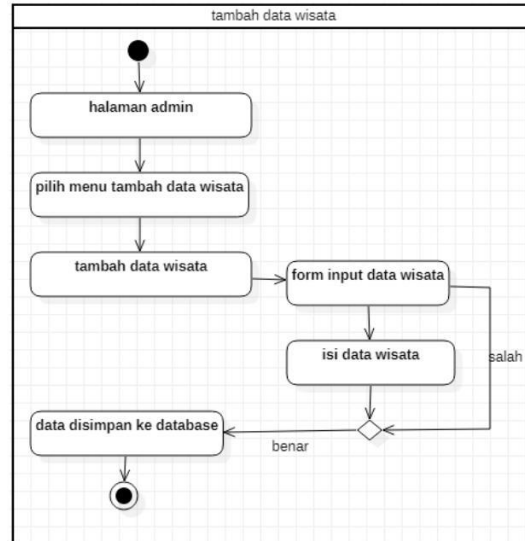 tambah data wisata
halaman admin
pilih menu tambah data wisata
tambah data wisata
form input data wisata
isi data wisata
salah
data disimpan ke database
benar